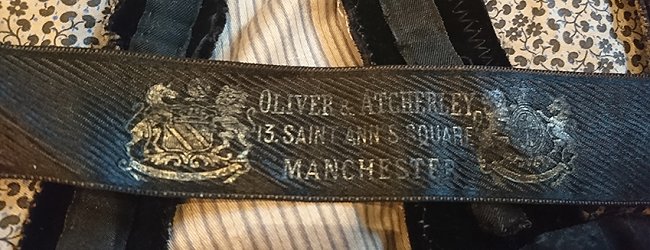 OLIVER & ATCHERLEY,
13, SAINT ANN'S SQUARE
MANCHESTER